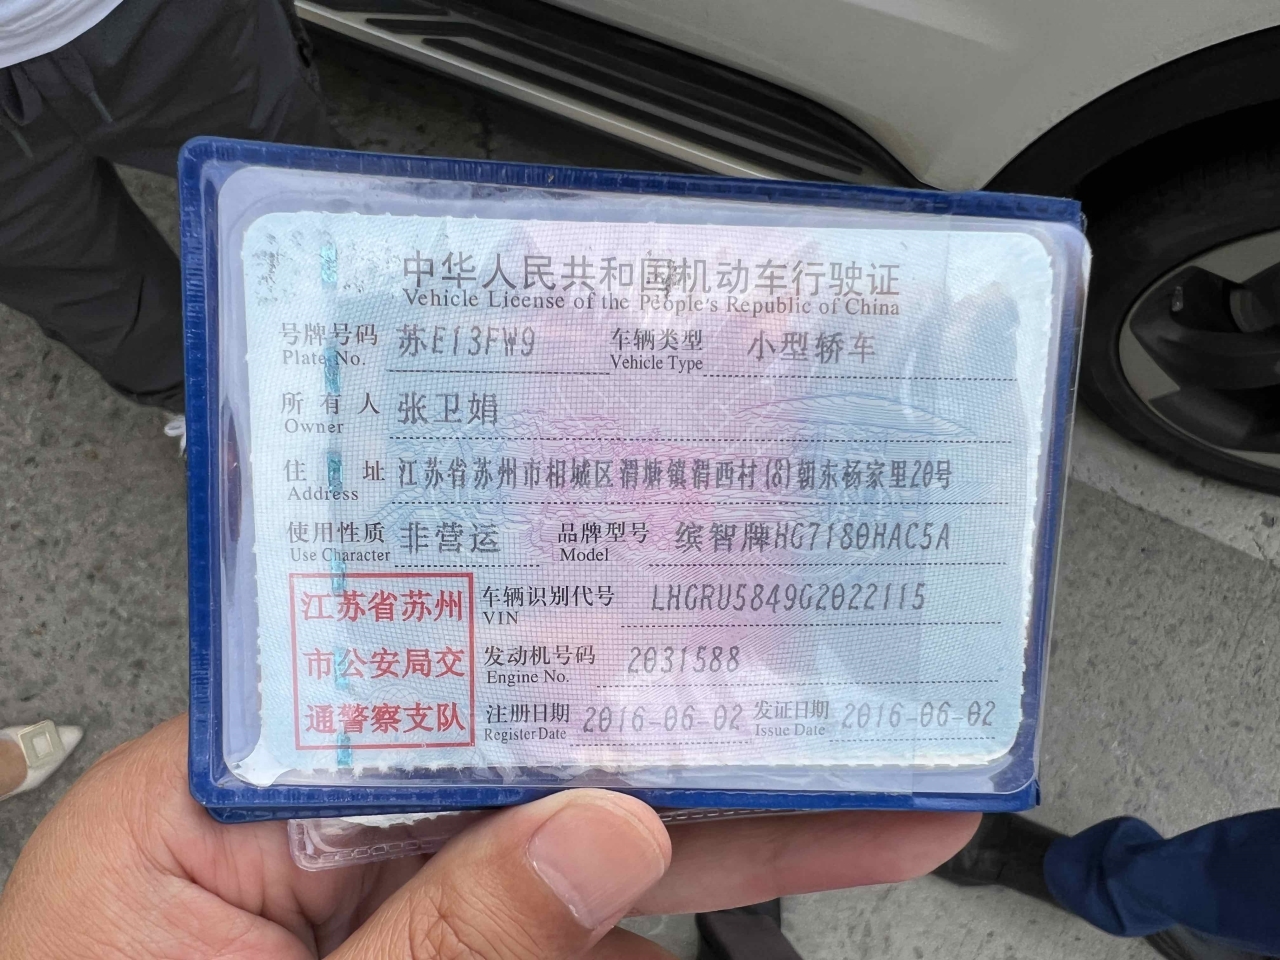 中华人民共和国机动车行驶证
Vehicle License of the People's Republic of China
号牌号码 苏E13FW9 车辆类型 小型轿车
Plate No. Vehicle Type
所有人 张卫娟
Owner
住址 江苏省苏州市相城区渭塘镇渭西村(8)朝东杨家里20号
Address
使用性质 非营运 品牌型号 缤智牌HG7180HAC5A
Use Character Model
江苏省苏州 车辆识别代号 LHGRU5849G2022115
VIN
市公安局交 发动机号码 2031588
Engine No.
通警察支队 注册日期 2016-06-02 发证日期 2016-06-02
Register Date Issue Date